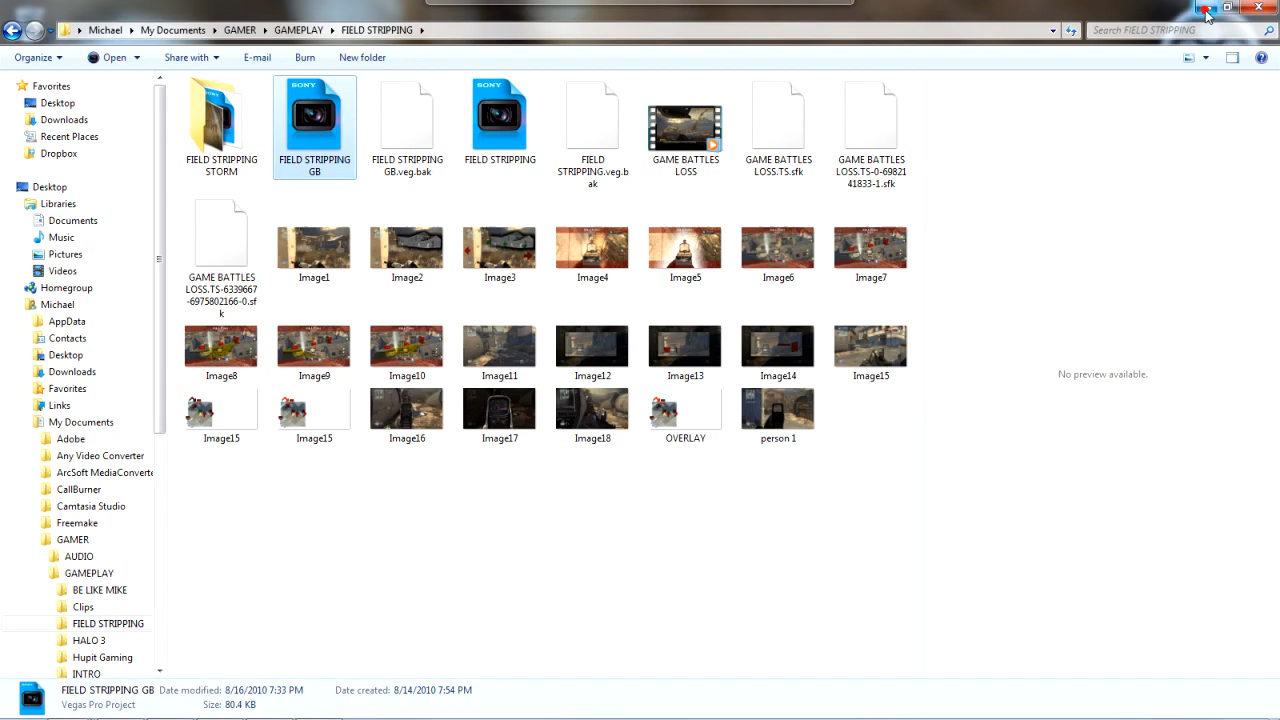 Michael My Documents GAMER GAMEPLAY FIELD STRIPPING Search FIELD STRIPPING
Organize Open Share with E-mail Burn New folder
Favorites
Desktop
Downloads
Recent Places
Dropbox
Desktop
Libraries
Documents
Music
Pictures
Videos
Homegroup
Michael
AppData
Contacts
Desktop
Downloads
Favorites
Links
My Documents
Adobe
Any Video Converter
ArcSoft MediaConverte
CallBurner
Camtasia Studio
Freemake
GAMER
AUDIO
GAMEPLAY
BE LIKE MIKE
Clips
FIELD STRIPPING
HALO 3
Hupit Gaming
INTRO
SONY
SONY
FIELD STRIPPING
STORM
FIELD STRIPPING
GB
FIELD STRIPPING
GB.veg.bak
FIELD STRIPPING
FIELD
STRIPPING.veg.b
ak
GAME BATTLES
LOSS
GAME BATTLES
LOSS.TS.sfk
GAME BATTLES
LOSS.TS-0-69821
41833-1.sfk
GAME BATTLES
LOSS.TS-6339667
-6975802166-0.sf
k
Image1
Image2
Image3
Image4
Image5
Image6
Image7
Image8
Image9
Image10
Image11
Image12
Image13
Image14
Image15
Image15
Image15
Image16
Image17
Image18
OVERLAY
person 1
No preview available.
FIELD STRIPPING GB Date modified: 8/16/2010 7:33 PM Date created: 8/14/2010 7:54 PM
Vegas Pro Project Size: 80.4 KB